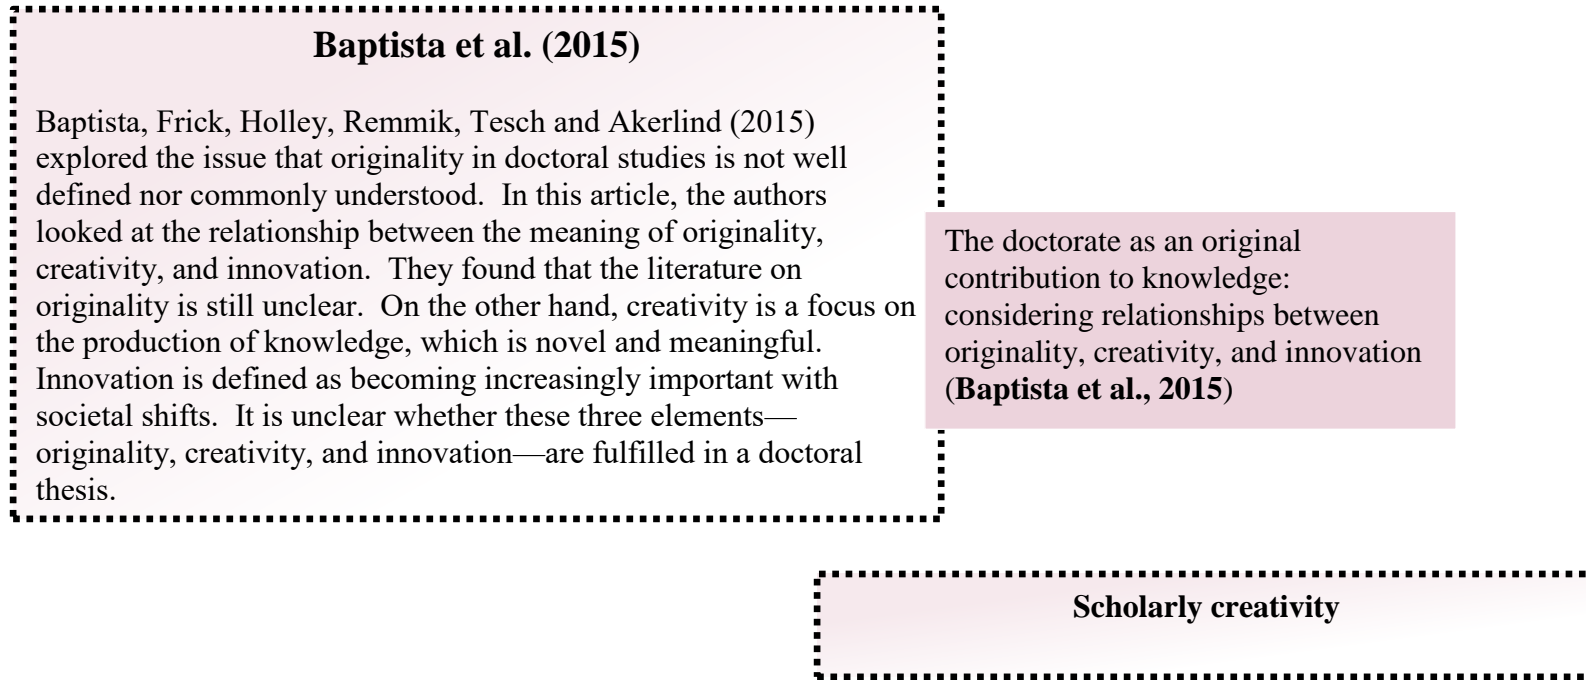 Baptista et al. (2015)
Baptista, Frick, Holley, Remmik, Tesch and Akerlind (2015)
explored the issue that originality in doctoral studies is not well
defined nor commonly understood.  In this article, the authors
looked at the relationship between the meaning of originality,
creativity, and innovation.  They found that the literature on
originality is still unclear.  On the other hand, creativity is a focus on
the production of knowledge, which is novel and meaningful.
Innovation is defined as becoming increasingly important with
societal shifts.  It is unclear whether these three elements—
originality, creativity, and innovation—are fulfilled in a doctoral
thesis.
The doctorate as an original
contribution to knowledge:
considering relationships between
originality, creativity, and innovation
(Baptista et al., 2015)
Scholarly creativity